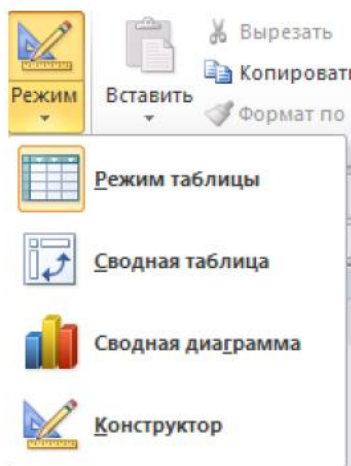 Вырезать
Копироват
Режим
Вставить
Формат по
Режим таблицы
Сводная таблица
Сводная диаграмма
Конструктор